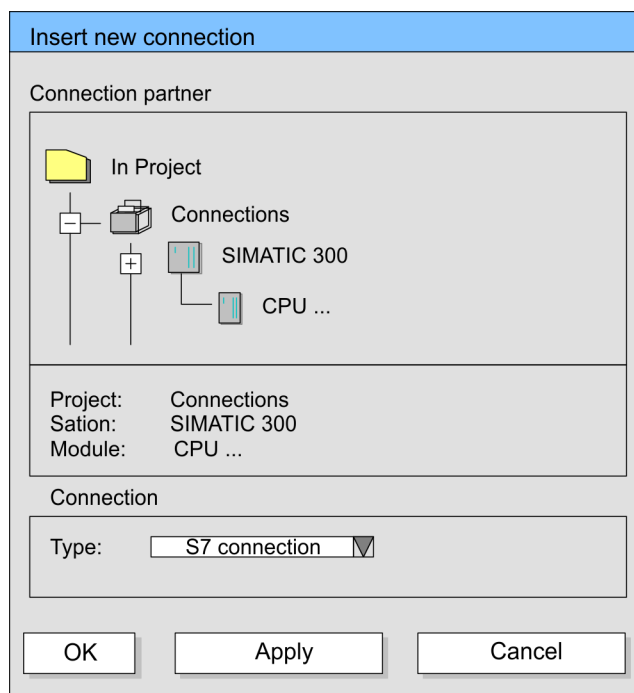 Insert new connection
Connection partner
In Project
Connections
SIMATIC 300
CPU ...
Project: Connections
Sation: SIMATIC 300
Module: CPU ...
Connection
Type: S7 connection
OK Apply Cancel